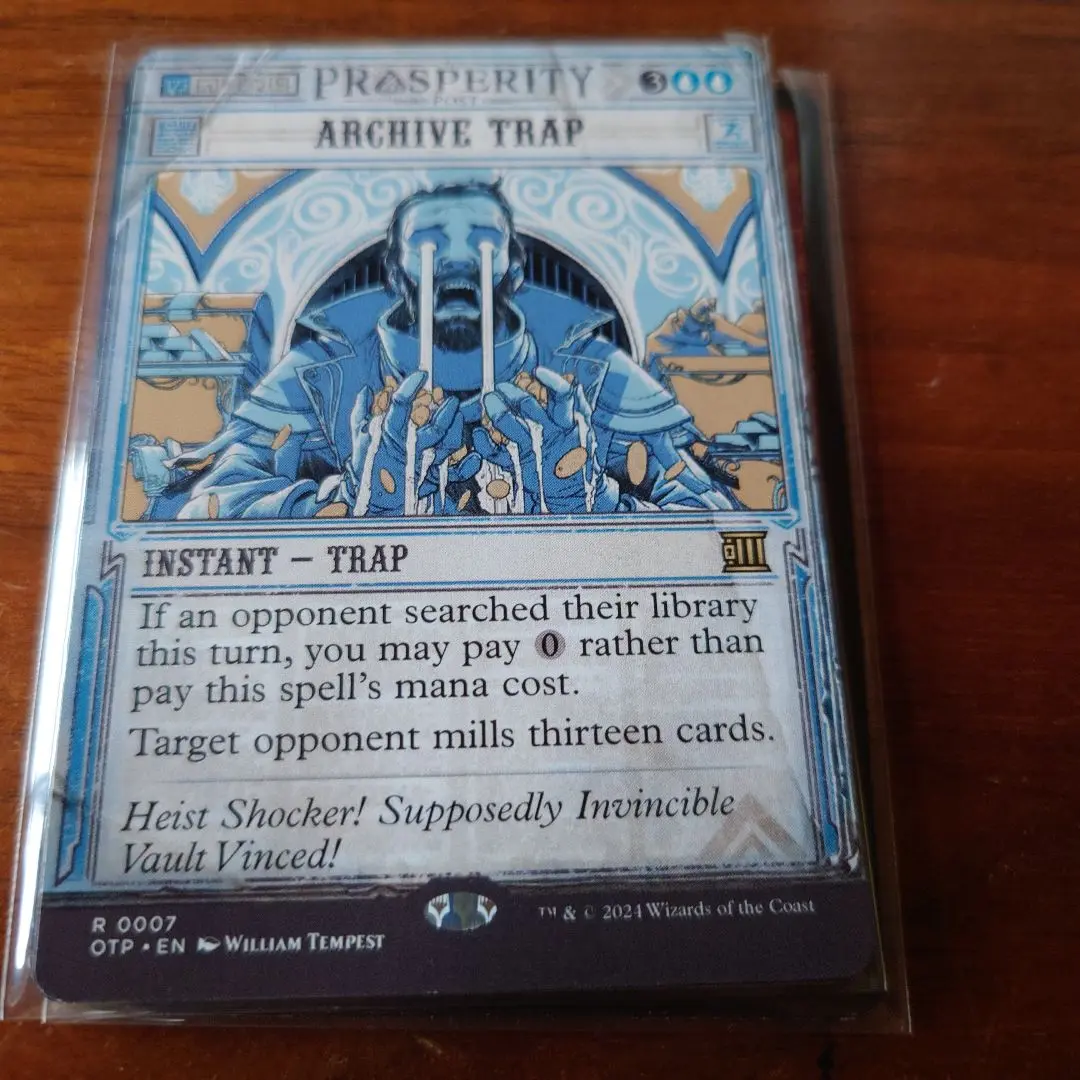 PROSPERITY 3
POST
ARCHIVE TRAP
INSTANT – TRAP
If an opponent searched their library
this turn, you may pay 0 rather than
pay this spell's mana cost.
Target opponent mills thirteen cards.
Heist Shocker! Supposedly Invincible
Vault Vinced!
R 0007
OTP • EN WILLIAM TEMPEST
TM & © 2024 Wizards of the Coast